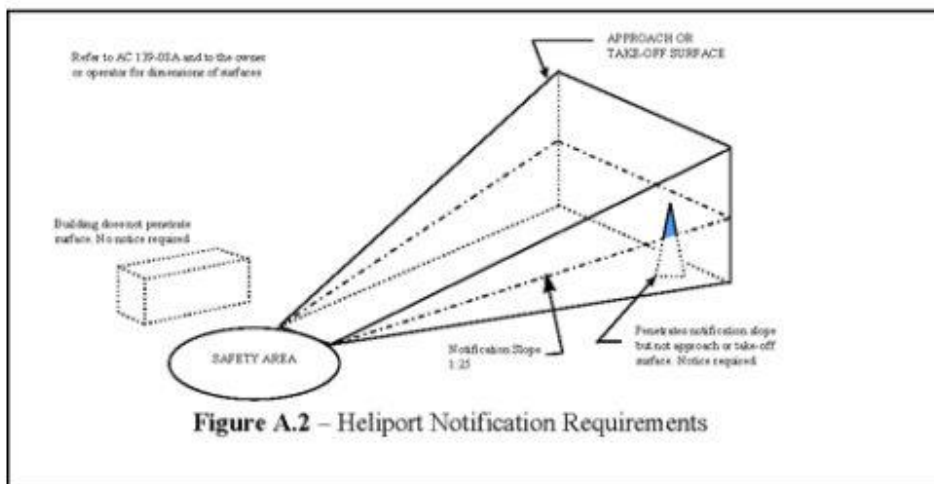 APPROACH OR
TAKE-OFF SURFACE
Refer to AC 139-08A and to the owner
or operator for dimensions of surfaces
Building does not penetrate
surface. No notice required
SAFETY AREA
Notification Slope
1:25
Penetrates notification slope
but not approach or take-off
surface. Notice required
Figure A.2 – Heliport Notification Requirements